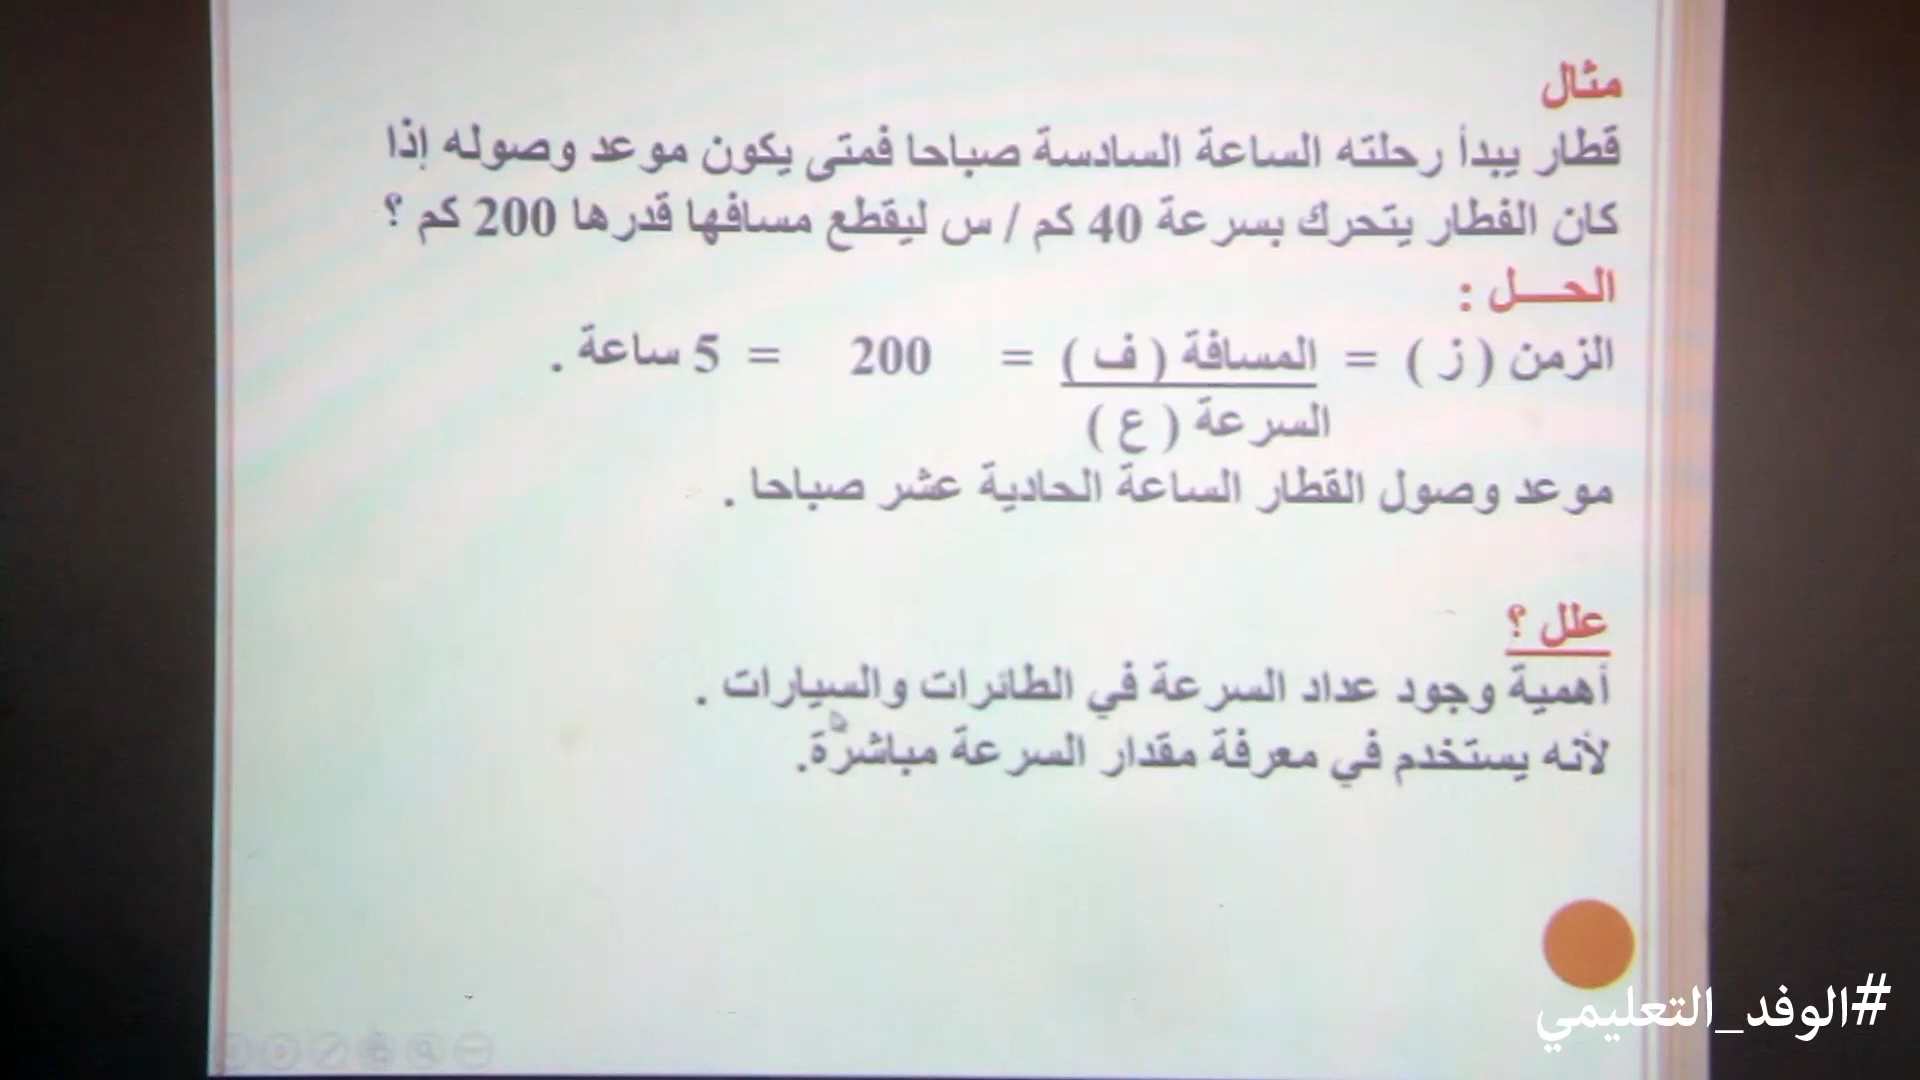 مثال
قطار يبدأ رحلته الساعة السادسة صباحا فمتى يكون موعد وصوله إذا
كان القطار يتحرك بسرعة 40 كم / س ليقطع مسافها قدرها 200 كم ؟
الحـــل :
الزمن ( ز ) = المسافة ( ف ) = 200 = 5 ساعة .
السرعة ( ع )
موعد وصول القطار الساعة الحادية عشر صباحا .
علل ؟
أهمية وجود عداد السرعة في الطائرات والسيارات .
لأنه يستخدم في معرفة مقدار السرعة مباشرة.
#الوفد_التعليمي